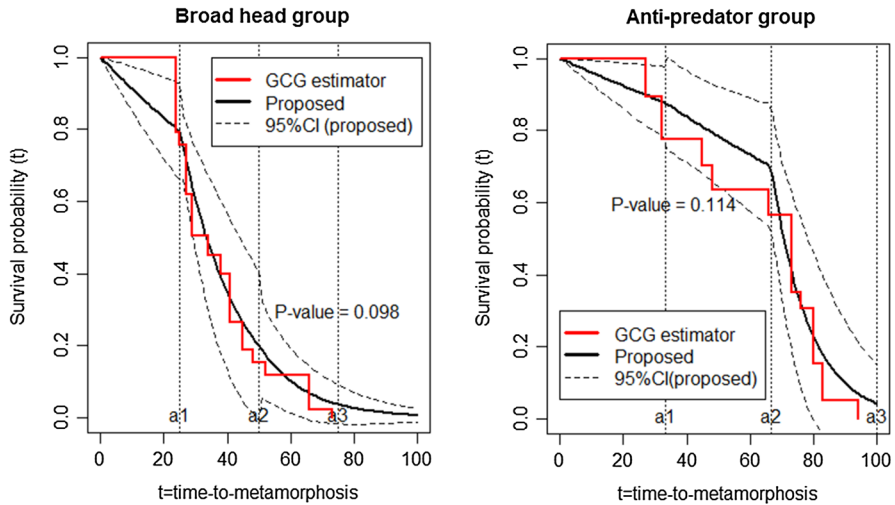 Broad head group
Survival probability (t)
1.0
0.8
0.6
0.4
0.2
0.0
GCG estimator
Proposed
95%CI (proposed)
P-value = 0.098
a1
a2
a3
0
20
40
60
80
100
t=time-to-metamorphosis
Anti-predator group
Survival probability (t)
1.0
0.8
0.6
0.4
0.2
0.0
P-value = 0.114
GCG estimator
Proposed
95%CI(proposed)
a1
a2
a3
0
20
40
60
80
100
t=time-to-metamorphosis